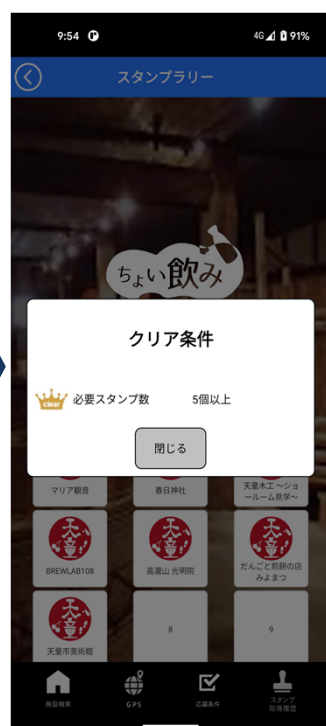 9:54
4G 91%
スタンプラリー
ちょい飲み
クリア条件
clear 必要スタンプ数 5個以上
閉じる
マリア観音
春日神社
天童木工～ショ
ールーム見学～
天童
天童
天童
BREWLAB108
高瀧山 光明院
だんごと煎餅の店
みよまつ
天童
天童市美術館
8
9
施設検索
GPS
応募条件
スタンプ
取得履歴